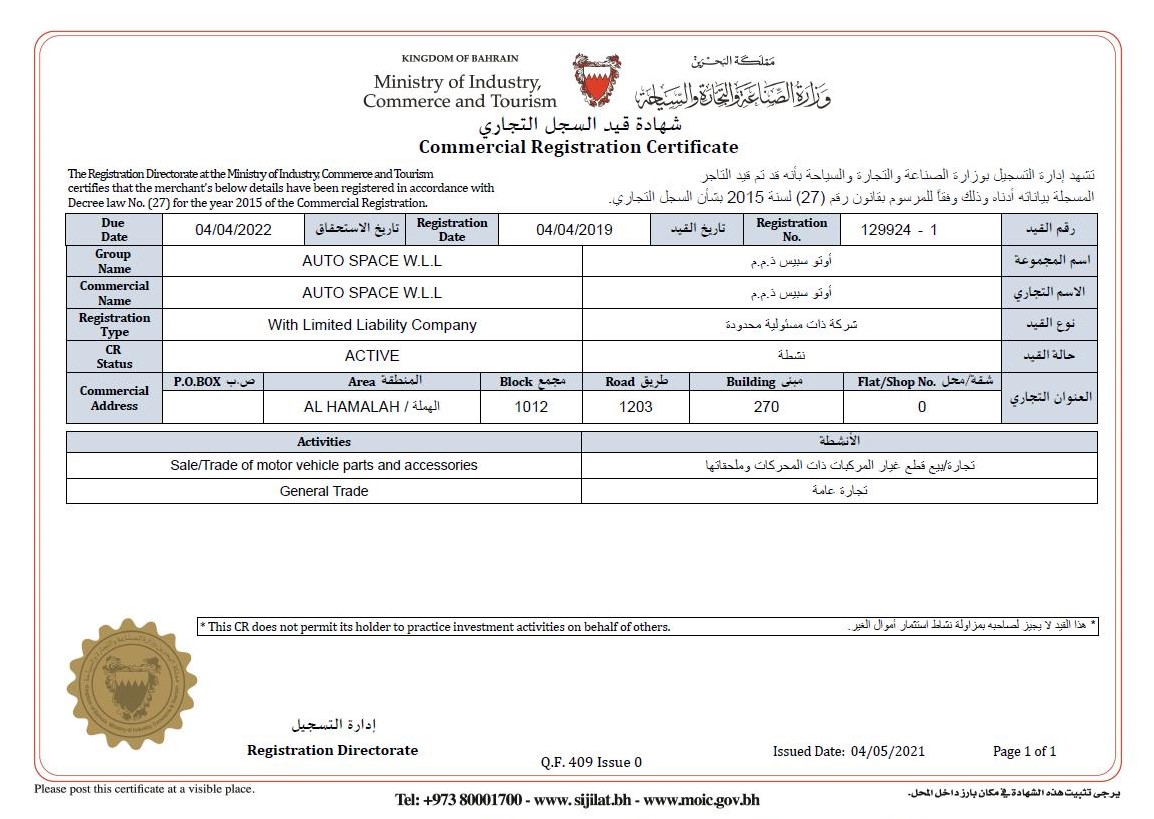 KINGDOM OF BAHRAIN
Ministry of Industry,
Commerce and Tourism
مملكة البحرين
وزارة الصناعة والتجارة والسياحة
شهادة قيد السجل التجاري
Commercial Registration Certificate
The Registration Directorate at the Ministry of Industry, Commerce and Tourism
certifies that the merchant's below details have been registered in accordance with
Decree law No. (27) for the year 2015 of the Commercial Registration.
تشهد إدارة التسجيل بوزارة الصناعة والتجارة والسياحة بأنه قد تم قيد التاجر
المسجلة بياناته أدناه وذلك وفقاً للمرسوم بقانون رقم (27) لسنة 2015 بشأن السجل التجاري.
Due Date 04/04/2022 تاريخ الاستحقاق Registration Date 04/04/2019 تاريخ القيد Registration No. 129924 - 1 رقم القيد
Group Name AUTO SPACE W.L.L أوتو سبيس ذ.م.م اسم المجموعة
Commercial Name AUTO SPACE W.L.L أوتو سبيس ذ.م.م الاسم التجاري
Registration Type With Limited Liability Company شركة ذات مسئولية محدودة نوع القيد
CR Status ACTIVE نشطة حالة القيد
Commercial Address P.O.BOX ص.ب Area المنطقة Block مجمع Road طريق Building مبنى Flat/Shop No. شقة/محل العنوان التجاري
AL HAMALAH / الهملة 1012 1203 270 0
Activities الأنشطة
Sale/Trade of motor vehicle parts and accessories تجارة/بيع قطع غيار المركبات ذات المحركات وملحقاتها
General Trade تجارة عامة
* This CR does not permit its holder to practice investment activities on behalf of others. * هذا القيد لا يجيز لصاحبه بمزاولة نشاط استثمار أموال الغير.
إدارة التسجيل
Registration Directorate
Q.F. 409 Issue 0
Issued Date: 04/05/2021
Page 1 of 1
Please post this certificate at a visible place.
يرجى تثبيت هذه الشهادة في مكان بارز داخل المحل.
Tel: +973 80001700 - www. sijilat.bh - www.moic.gov.bh